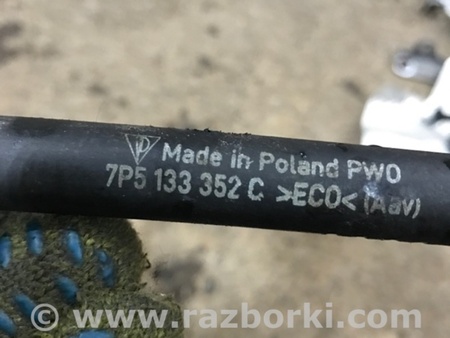 Made in Poland PWO
7P5 133 352 C >ECO< (Aav)
© www.razborki.com